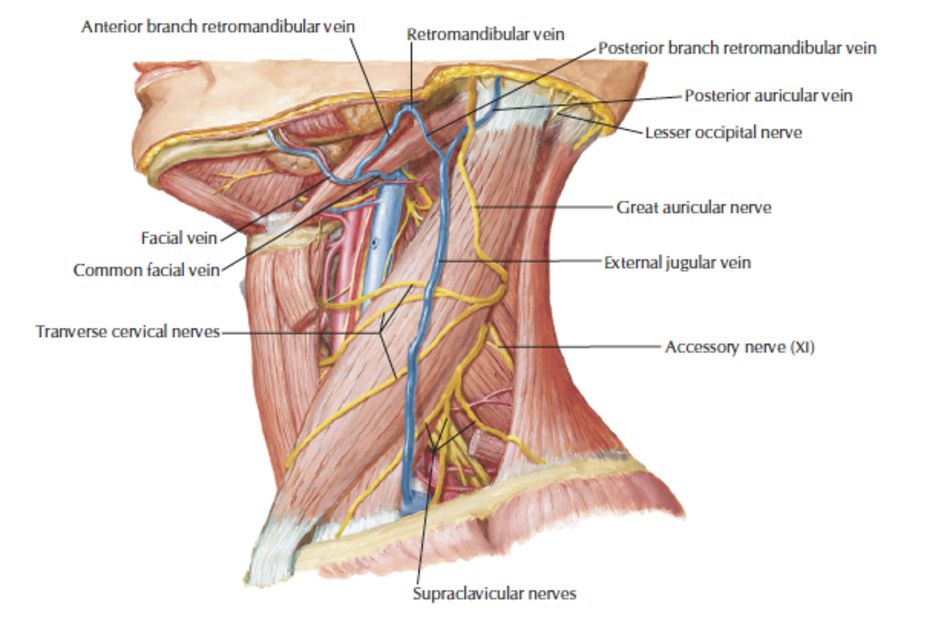 Anterior branch retromandibular vein
Retromandibular vein
Posterior branch retromandibular vein
Posterior auricular vein
Lesser occipital nerve
Great auricular nerve
Facial vein
External jugular vein
Common facial vein
Tranverse cervical nerves
Accessory nerve (XI)
Supraclavicular nerves